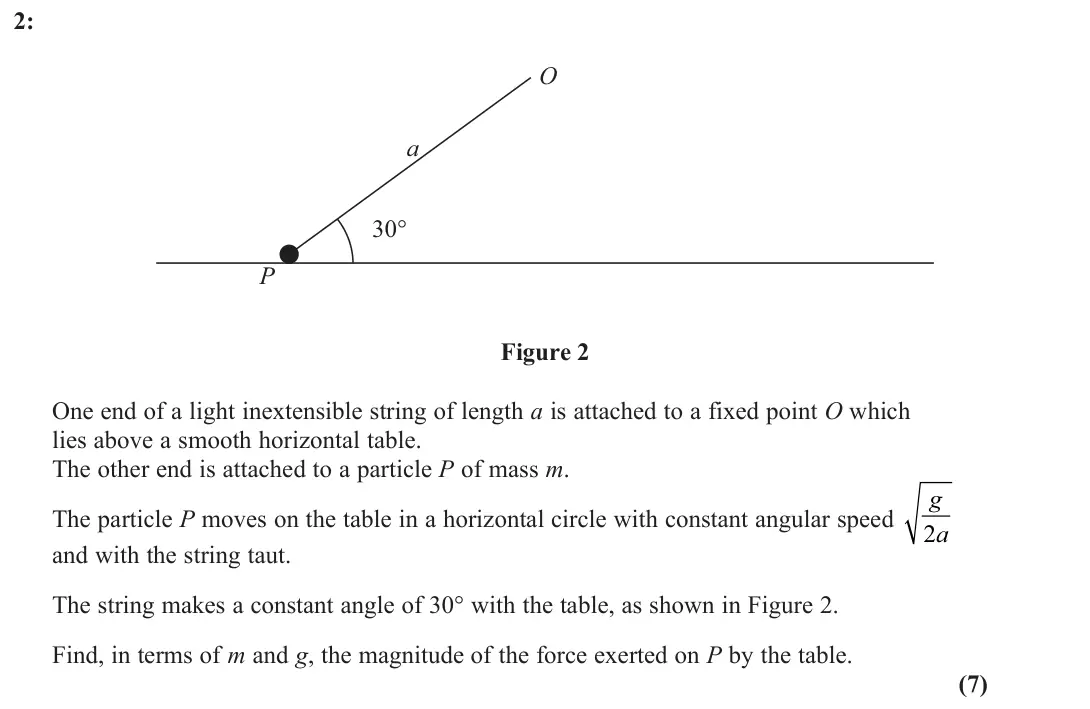 2:
O
a
30°
P
Figure 2
One end of a light inextensible string of length a is attached to a fixed point O which
lies above a smooth horizontal table.
The other end is attached to a particle P of mass m.
The particle P moves on the table in a horizontal circle with constant angular speed √(g/2a)
and with the string taut.
The string makes a constant angle of 30° with the table, as shown in Figure 2.
Find, in terms of m and g, the magnitude of the force exerted on P by the table.
(7)